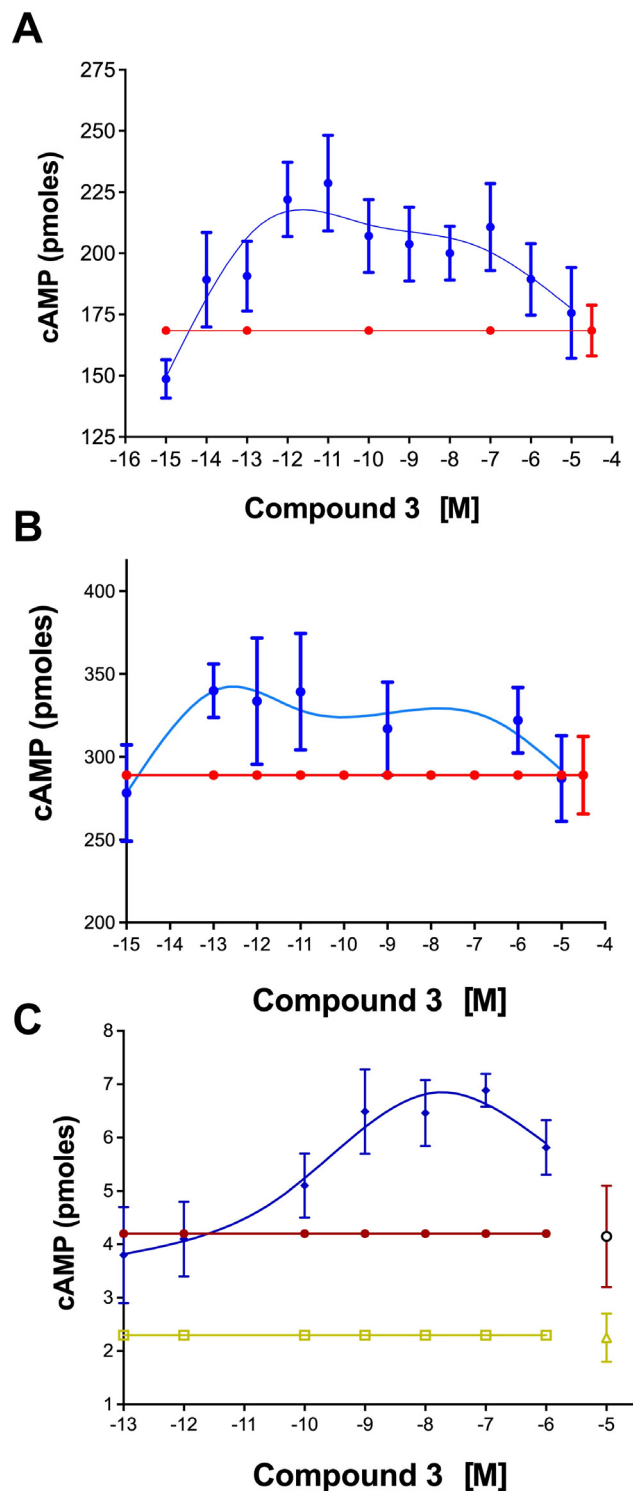 A
cAMP (pmoles)
275
250
225
200
175
150
125
-16 -15 -14 -13 -12 -11 -10 -9 -8 -7 -6 -5 -4
Compound 3 [M]
B
cAMP (pmoles)
400
350
300
250
200
-15 -14 -13 -12 -11 -10 -9 -8 -7 -6 -5 -4
Compound 3 [M]
C
cAMP (pmoles)
8
7
6
5
4
3
2
1
-13 -12 -11 -10 -9 -8 -7 -6 -5
Compound 3 [M]